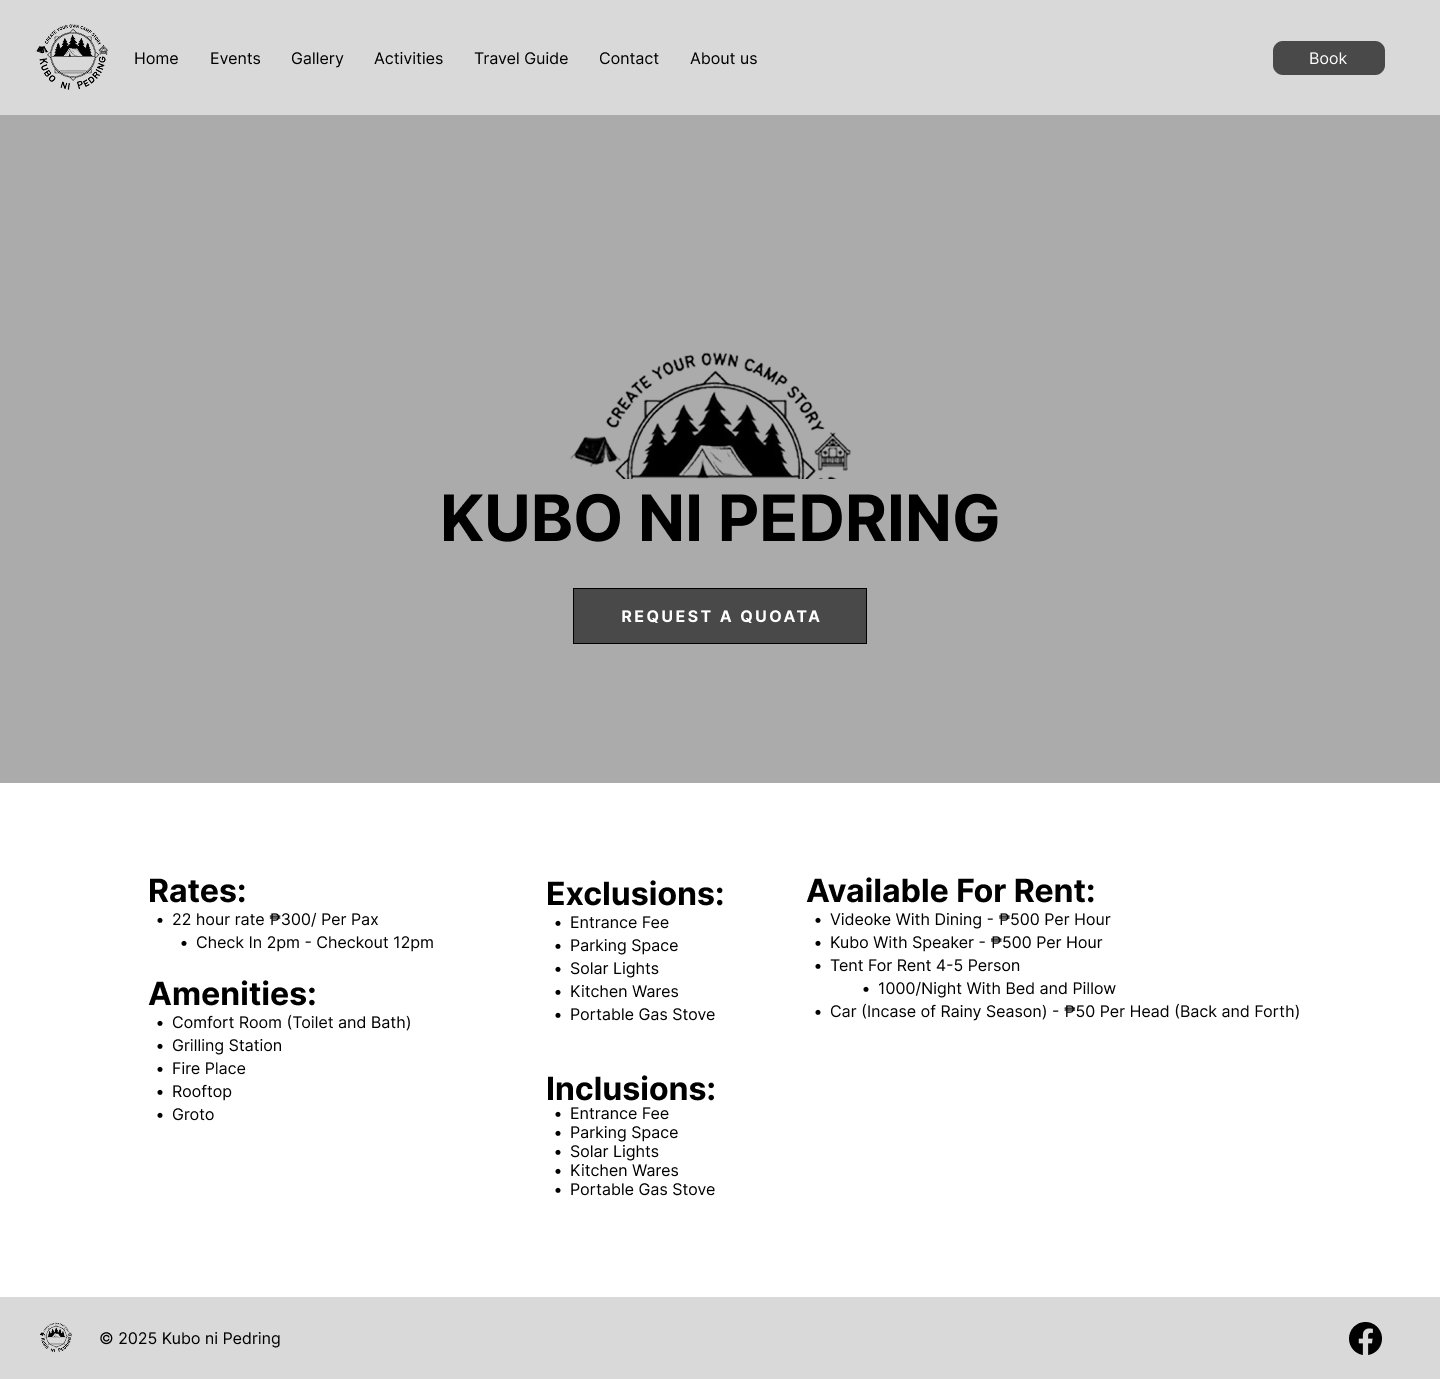 CREATE YOUR OWN CAMP STORY
KUBO NI PEDRING
Home
Events
Gallery
Activities
Travel Guide
Contact
About us
Book
CREATE YOUR OWN CAMP STORY
KUBO NI PEDRING
REQUEST A QUOATA
Rates:
• 22 hour rate ₱300/ Per Pax
• Check In 2pm - Checkout 12pm
Amenities:
• Comfort Room (Toilet and Bath)
• Grilling Station
• Fire Place
• Rooftop
• Groto
Exclusions:
• Entrance Fee
• Parking Space
• Solar Lights
• Kitchen Wares
• Portable Gas Stove
Inclusions:
• Entrance Fee
• Parking Space
• Solar Lights
• Kitchen Wares
• Portable Gas Stove
Available For Rent:
• Videoke With Dining - ₱500 Per Hour
• Kubo With Speaker - ₱500 Per Hour
• Tent For Rent 4-5 Person
• 1000/Night With Bed and Pillow
• Car (Incase of Rainy Season) - ₱50 Per Head (Back and Forth)
KUBO NI PEDRING
© 2025 Kubo ni Pedring